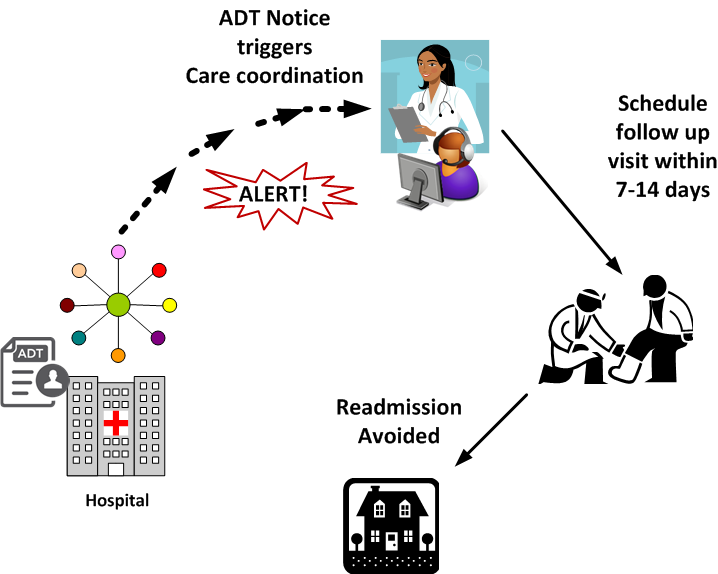 ADT Notice
triggers
Care coordination
ALERT!
Schedule
follow up
visit within
7-14 days
ADT
Hospital
Readmission
Avoided